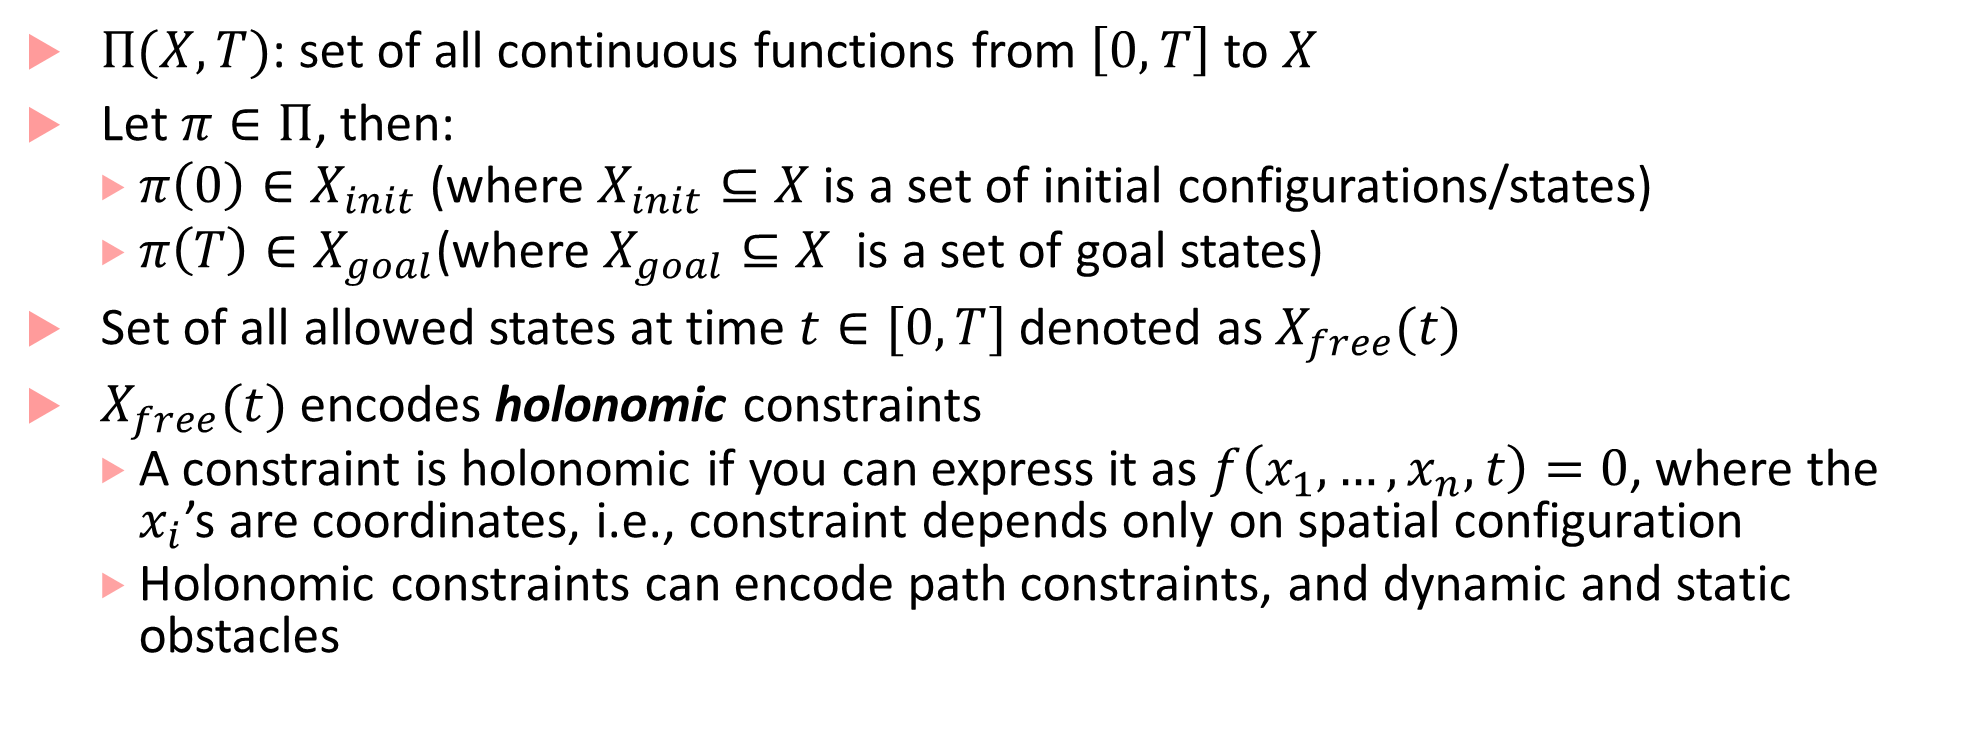 ▶ Π(X, T): set of all continuous functions from [0, T] to X
▶ Let π ∈ Π, then:
▶ π(0) ∈ X_init (where X_init ⊆ X is a set of initial configurations/states)
▶ π(T) ∈ X_goal(where X_goal ⊆ X is a set of goal states)
▶ Set of all allowed states at time t ∈ [0, T] denoted as X_free(t)
▶ X_free(t) encodes holonomic constraints
▶ A constraint is holonomic if you can express it as f(x_1, … , x_n, t) = 0, where the
x_i’s are coordinates, i.e., constraint depends only on spatial configuration
▶ Holonomic constraints can encode path constraints, and dynamic and static
obstacles